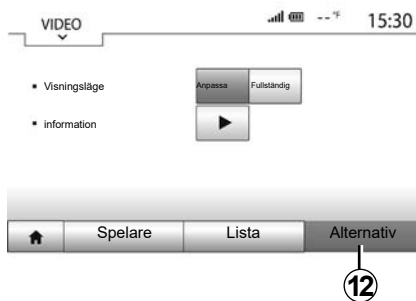 VIDEO
--°F
15:30
▪ Visningsläge
Anpassa
Fullständig
▪ information
Spelare
Lista
Alternativ
12